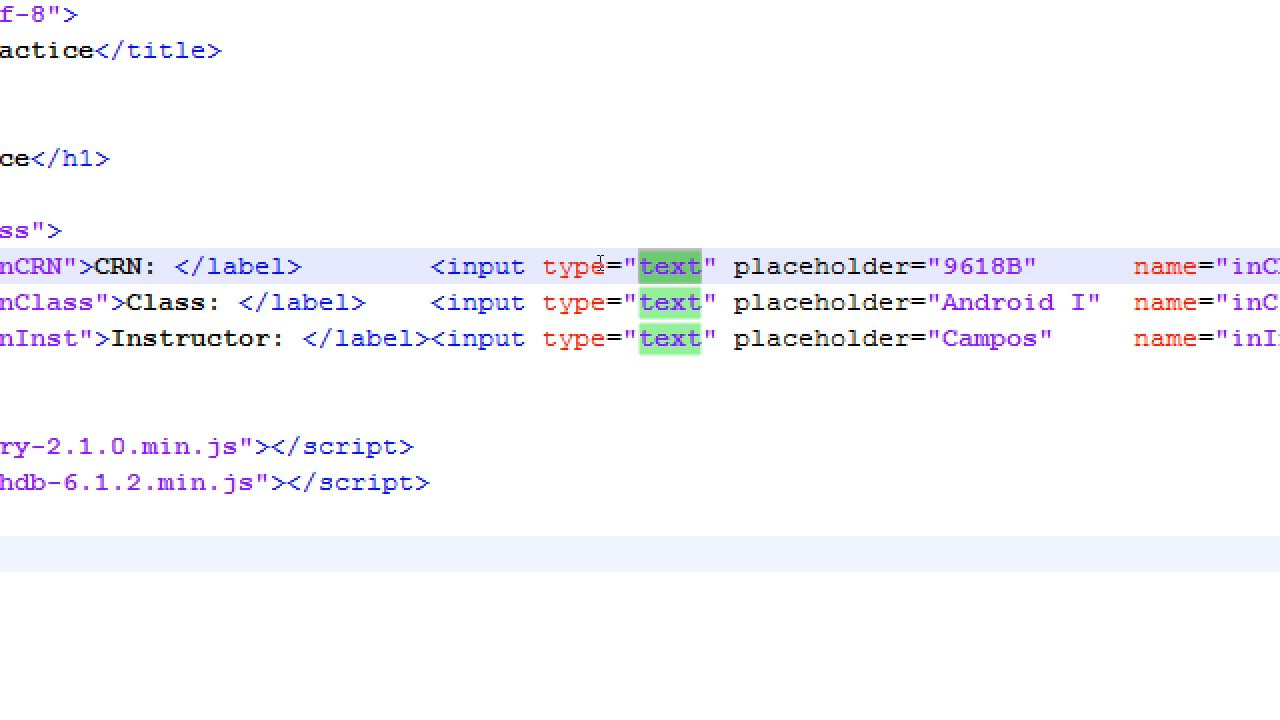 f-8">
actice</title>
ce</h1>
ss">
nCRN">CRN: </label> <input type="text" placeholder="9618B" name="inC
nClass">Class: </label> <input type="text" placeholder="Android I" name="inC
nInst">Instructor: </label><input type="text" placeholder="Campos" name="inI
ry-2.1.0.min.js"></script>
hdb-6.1.2.min.js"></script>